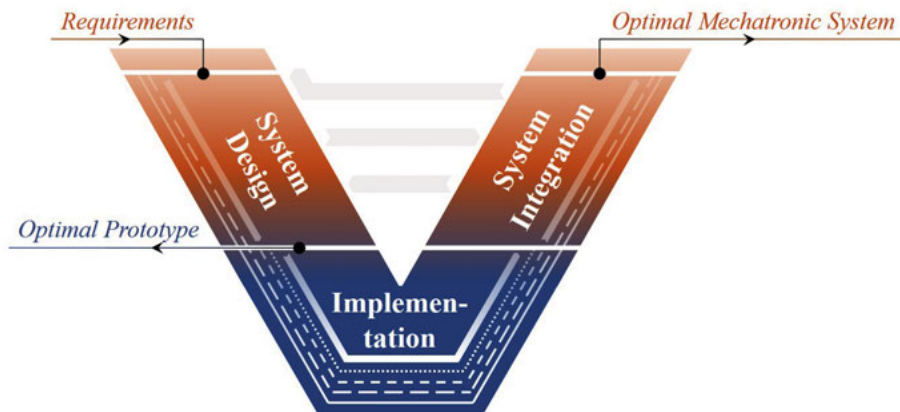 Requirements
Optimal Mechatronic System
System
Design
System
Integration
Optimal Prototype
Implemen-
tation